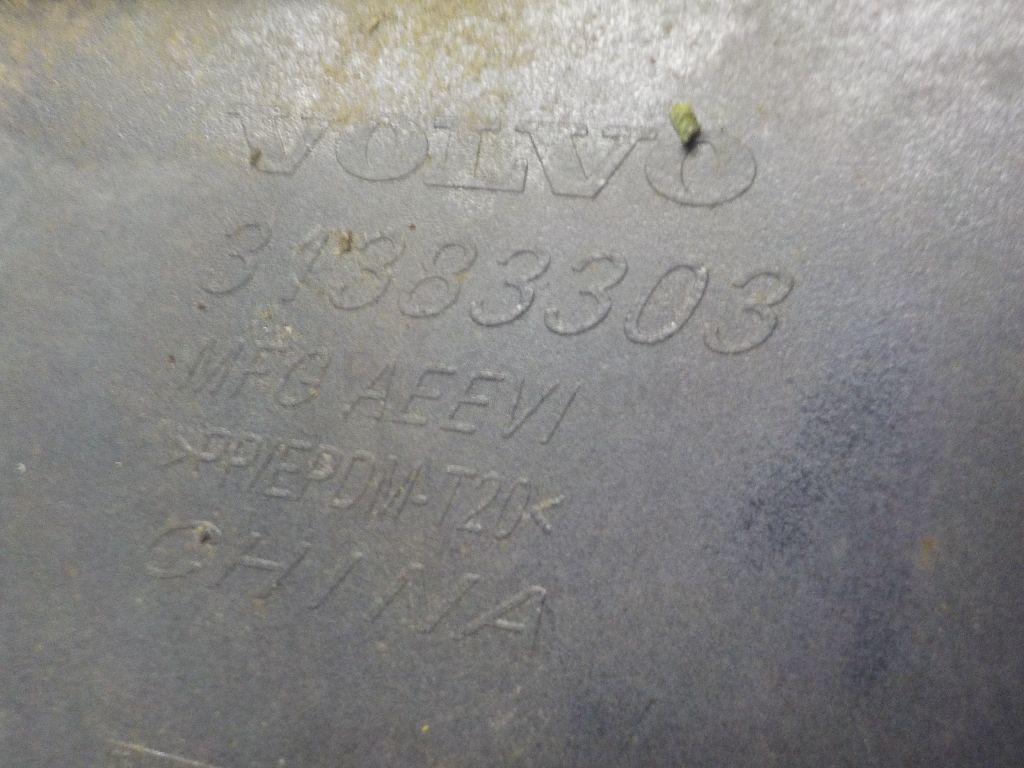 VOLVO
31383303
MFG AEEVI
>PP/EPDM-T20<
CHINA